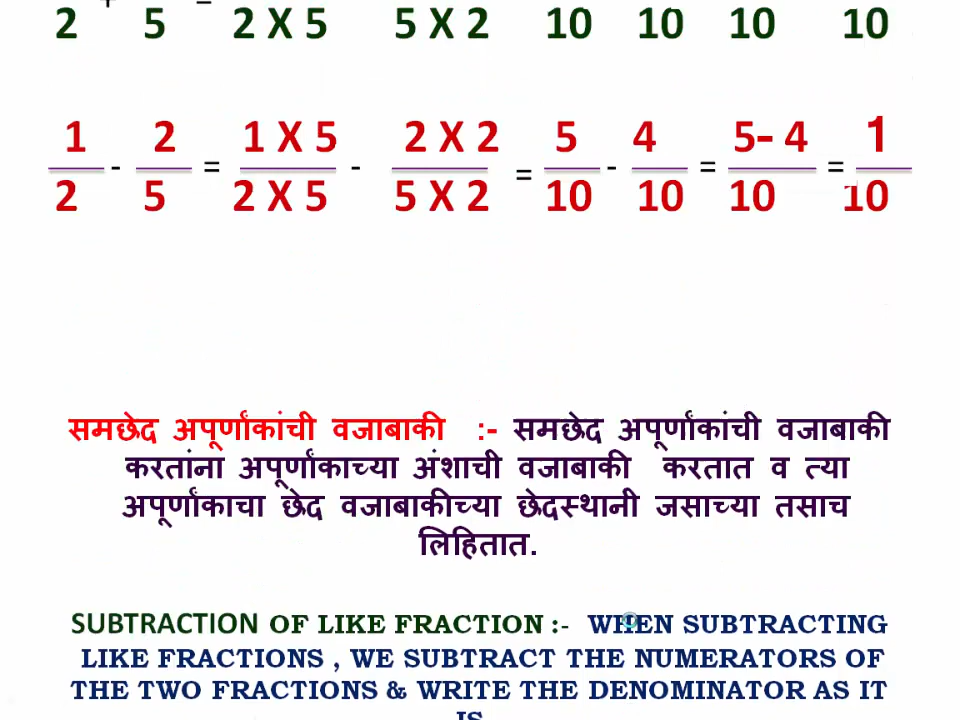 + =
2 5 2 X 5 5 X 2 10 10 10 10
1 2 1 X 5 2 X 2 5 4 5- 4 1
- = - = - = =
2 5 2 X 5 5 X 2 10 10 10 10
समछेद अपूर्णांकांची वजाबाकी :- समछेद अपूर्णांकांची वजाबाकी
करतांना अपूर्णांकाच्या अंशाची वजाबाकी करतात व त्या
अपूर्णांकाचा छेद वजाबाकीच्या छेदस्थानी जसाच्या तसाच
लिहितात.
SUBTRACTION OF LIKE FRACTION :- WHEN SUBTRACTING
LIKE FRACTIONS , WE SUBTRACT THE NUMERATORS OF
THE TWO FRACTIONS & WRITE THE DENOMINATOR AS IT
IS